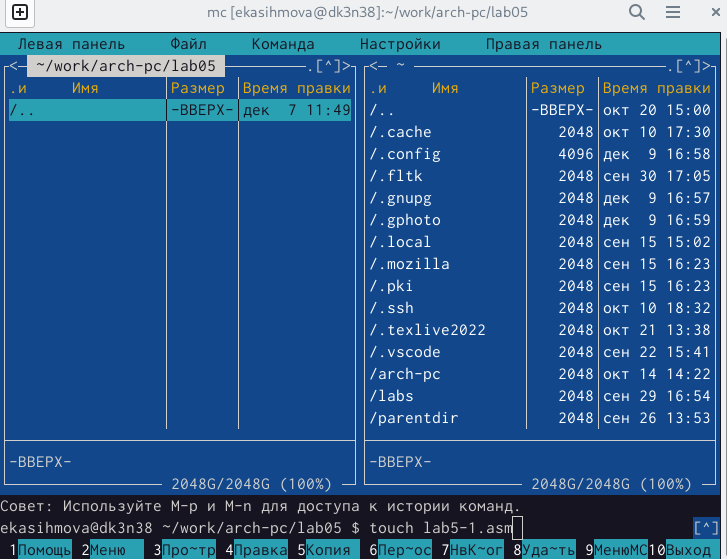 mc [ekasihmova@dk3n38]:~/work/arch-pc/lab05
Левая панель Файл Команда Настройки Правая панель
<─ ~/work/arch-pc/lab05 .[^]>
.и Имя Размер Время правки
/.. -ВВЕРХ- дек 7 11:49
-ВВЕРХ-
2048G/2048G (100%)
<─ ~ .[^]>
.и Имя Размер Время правки
/.. -ВВЕРХ- окт 20 15:00
/.cache 2048 окт 10 17:30
/.config 4096 дек 9 16:58
/.fltk 2048 сен 30 17:05
/.gnupg 2048 дек 9 16:57
/.gphoto 2048 дек 9 16:59
/.local 2048 сен 15 15:02
/.mozilla 2048 сен 15 16:23
/.pki 2048 сен 15 16:23
/.ssh 2048 окт 10 18:32
/.texlive2022 2048 окт 21 13:38
/.vscode 2048 сен 22 15:41
/arch-pc 2048 окт 14 14:22
/labs 2048 сен 29 16:54
/parentdir 2048 сен 26 13:53
-ВВЕРХ-
2048G/2048G (100%)
Совет: Используйте M-p и M-n для доступа к истории команд.
ekasihmova@dk3n38 ~/work/arch-pc/lab05 $ touch lab5-1.asm [^]
1Помощь 2Меню 3Про~тр 4Правка 5Копия 6Пер~ос 7НвК~ог 8Уда~ть 9МенюMC 10Выход